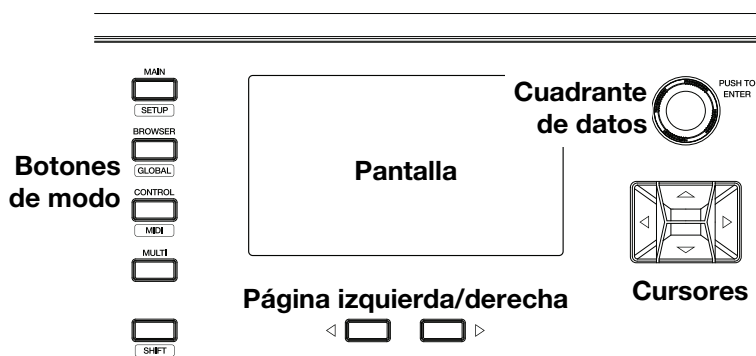 MAIN
SETUP
BROWSER
GLOBAL
CONTROL
MIDI
MULTI
SHIFT
Botones
de modo
Pantalla
Página izquierda/derecha
Cuadrante
de datos
PUSH TO
ENTER
Cursores